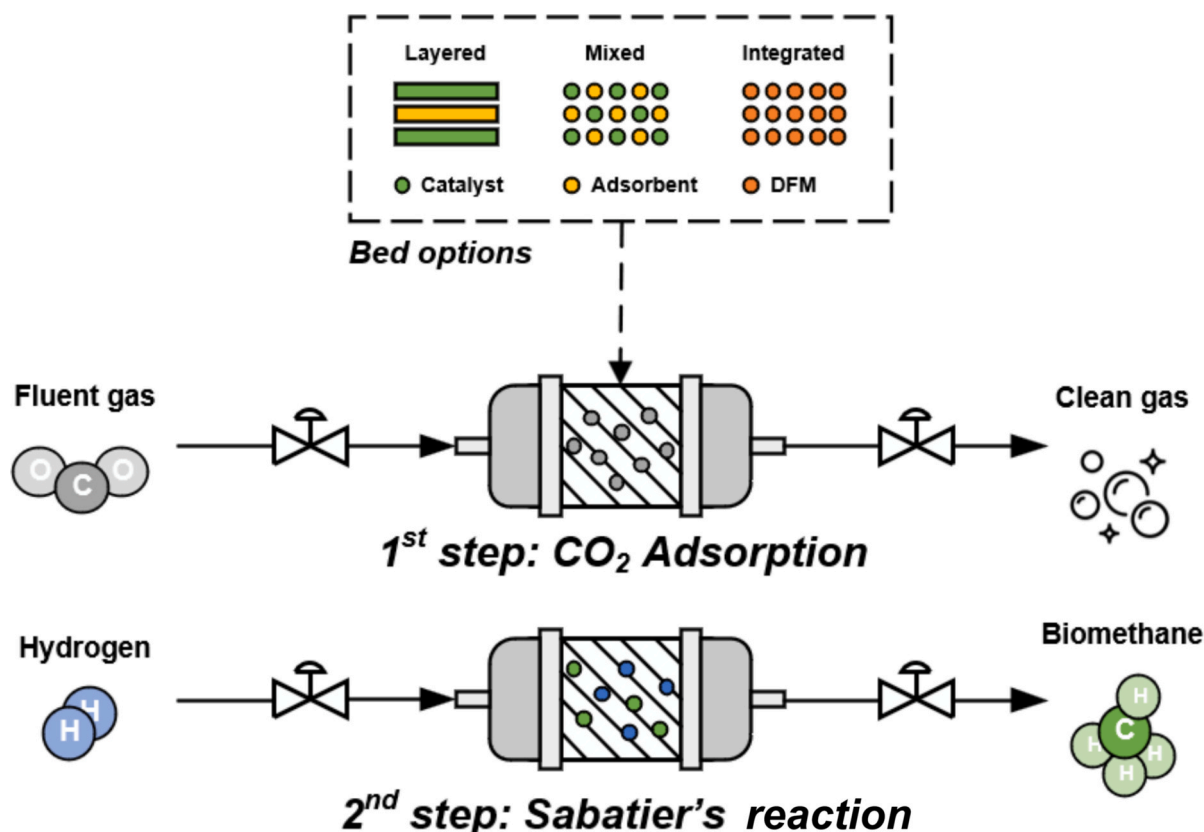 Layered Mixed Integrated
Catalyst Adsorbent DFM
Bed options
Fluent gas Clean gas
O C O
1st step: CO₂ Adsorption
Hydrogen Biomethane
H H
H C H H H
2nd step: Sabatier's reaction